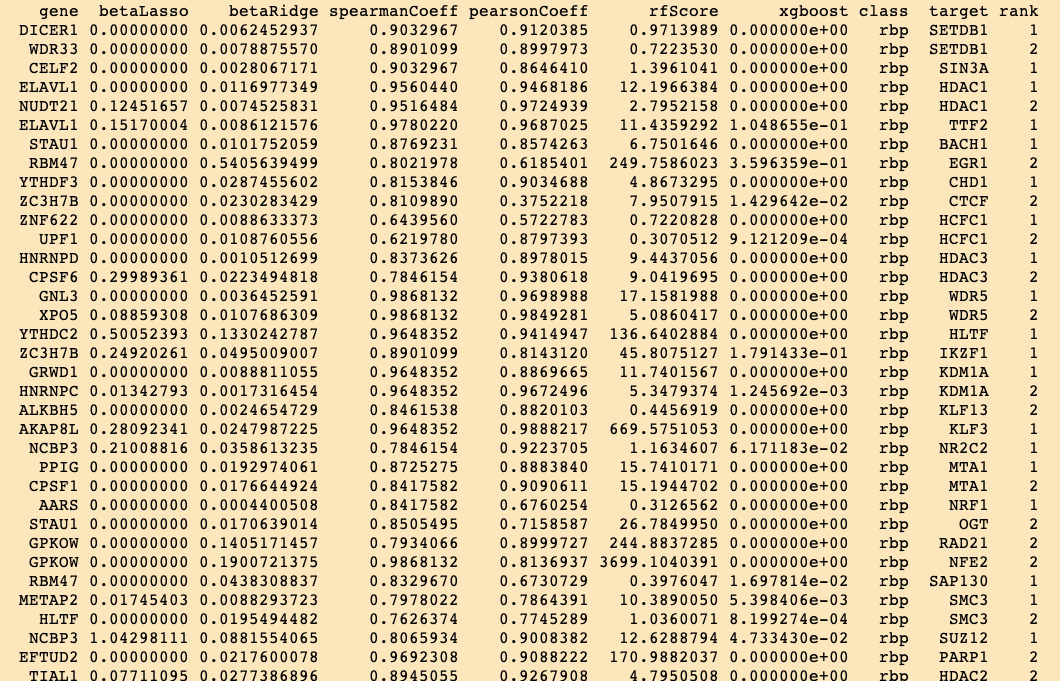 gene betaLasso betaRidge spearmanCoeff pearsonCoeff rfScore xgboost class target rank
DICER1 0.00000000 0.0062452937 0.9032967 0.9120385 0.9713989 0.000000e+00 rbp SETDB1 1
WDR33 0.00000000 0.0078875570 0.8901099 0.8997973 0.7223530 0.000000e+00 rbp SETDB1 2
CELF2 0.00000000 0.0028067171 0.9032967 0.8646410 1.3961041 0.000000e+00 rbp SIN3A 1
ELAVL1 0.00000000 0.0116977349 0.9560440 0.9468186 12.1966384 0.000000e+00 rbp HDAC1 1
NUDT21 0.12451657 0.0074525831 0.9516484 0.9724939 2.7952158 0.000000e+00 rbp HDAC1 2
ELAVL1 0.15170004 0.0086121576 0.9780220 0.9687025 11.4359292 1.048655e-01 rbp TTF2 1
STAU1 0.00000000 0.0101752059 0.8769231 0.8574263 6.7501646 0.000000e+00 rbp BACH1 1
RBM47 0.00000000 0.5405639499 0.8021978 0.6185401 249.7586023 3.596359e-01 rbp EGR1 2
YTHDF3 0.00000000 0.0287455602 0.8153846 0.9034688 4.8673295 0.000000e+00 rbp CHD1 1
ZC3H7B 0.00000000 0.0230283429 0.8109890 0.3752218 7.9507915 1.429642e-02 rbp CTCF 2
ZNF622 0.00000000 0.0088633373 0.6439560 0.5722783 0.7220828 0.000000e+00 rbp HCFC1 1
UPF1 0.00000000 0.0108760556 0.6219780 0.8797393 0.3070512 9.121209e-04 rbp HCFC1 2
HNRNPD 0.00000000 0.0010512699 0.8373626 0.8978015 9.4437056 0.000000e+00 rbp HDAC3 1
CPSF6 0.29989361 0.0223494818 0.7846154 0.9380618 9.0419695 0.000000e+00 rbp HDAC3 2
GNL3 0.00000000 0.0036452591 0.9868132 0.9698988 17.1581988 0.000000e+00 rbp WDR5 1
XPO5 0.08859308 0.0107686309 0.9868132 0.9849281 5.0860417 0.000000e+00 rbp WDR5 2
YTHDC2 0.50052393 0.1330242787 0.9648352 0.9414947 136.6402884 0.000000e+00 rbp HLTF 1
ZC3H7B 0.24920261 0.0495009007 0.8901099 0.8143120 45.8075127 1.791433e-01 rbp IKZF1 1
GRWD1 0.00000000 0.0088811055 0.9648352 0.8869665 11.7401567 0.000000e+00 rbp KDM1A 1
HNRNPC 0.01342793 0.0017316454 0.9648352 0.9672496 5.3479374 1.245692e-03 rbp KDM1A 2
ALKBH5 0.00000000 0.0024654729 0.8461538 0.8820103 0.4456919 0.000000e+00 rbp KLF13 2
AKAP8L 0.28092341 0.0247987225 0.9648352 0.9888217 669.5751053 0.000000e+00 rbp KLF3 1
NCBP3 0.21008816 0.0358613235 0.7846154 0.9223705 1.1634607 6.171183e-02 rbp NR2C2 1
PPIG 0.00000000 0.0192974061 0.8725275 0.8883840 15.7410171 0.000000e+00 rbp MTA1 1
CPSF1 0.00000000 0.0176644924 0.8417582 0.9090611 15.1944702 0.000000e+00 rbp MTA1 2
AARS 0.00000000 0.0004400508 0.8417582 0.6760254 0.3126562 0.000000e+00 rbp NRF1 1
STAU1 0.00000000 0.0170639014 0.8505495 0.7158587 26.7849950 0.000000e+00 rbp OGT 2
GPKOW 0.00000000 0.1405171457 0.7934066 0.8999727 244.8837285 0.000000e+00 rbp RAD21 2
GPKOW 0.00000000 0.1900721375 0.9868132 0.8136937 3699.1040391 0.000000e+00 rbp NFE2 2
RBM47 0.00000000 0.0438308837 0.8329670 0.6730729 0.3976047 1.697814e-02 rbp SAP130 1
METAP2 0.01745403 0.0088293723 0.7978022 0.7864391 10.3890050 5.398406e-03 rbp SMC3 1
HLTF 0.00000000 0.0195494482 0.7626374 0.7745289 1.0360071 8.199274e-04 rbp SMC3 2
NCBP3 1.04298111 0.0881554065 0.8065934 0.9008382 12.6288794 4.733430e-02 rbp SUZ12 1
EFTUD2 0.00000000 0.0217600078 0.9692308 0.9088222 170.9882037 0.000000e+00 rbp PARP1 2
TIAL1 0.07711095 0.0277386896 0.8945055 0.9267908 4.7950508 0.000000e+00 rbp HDAC2 2